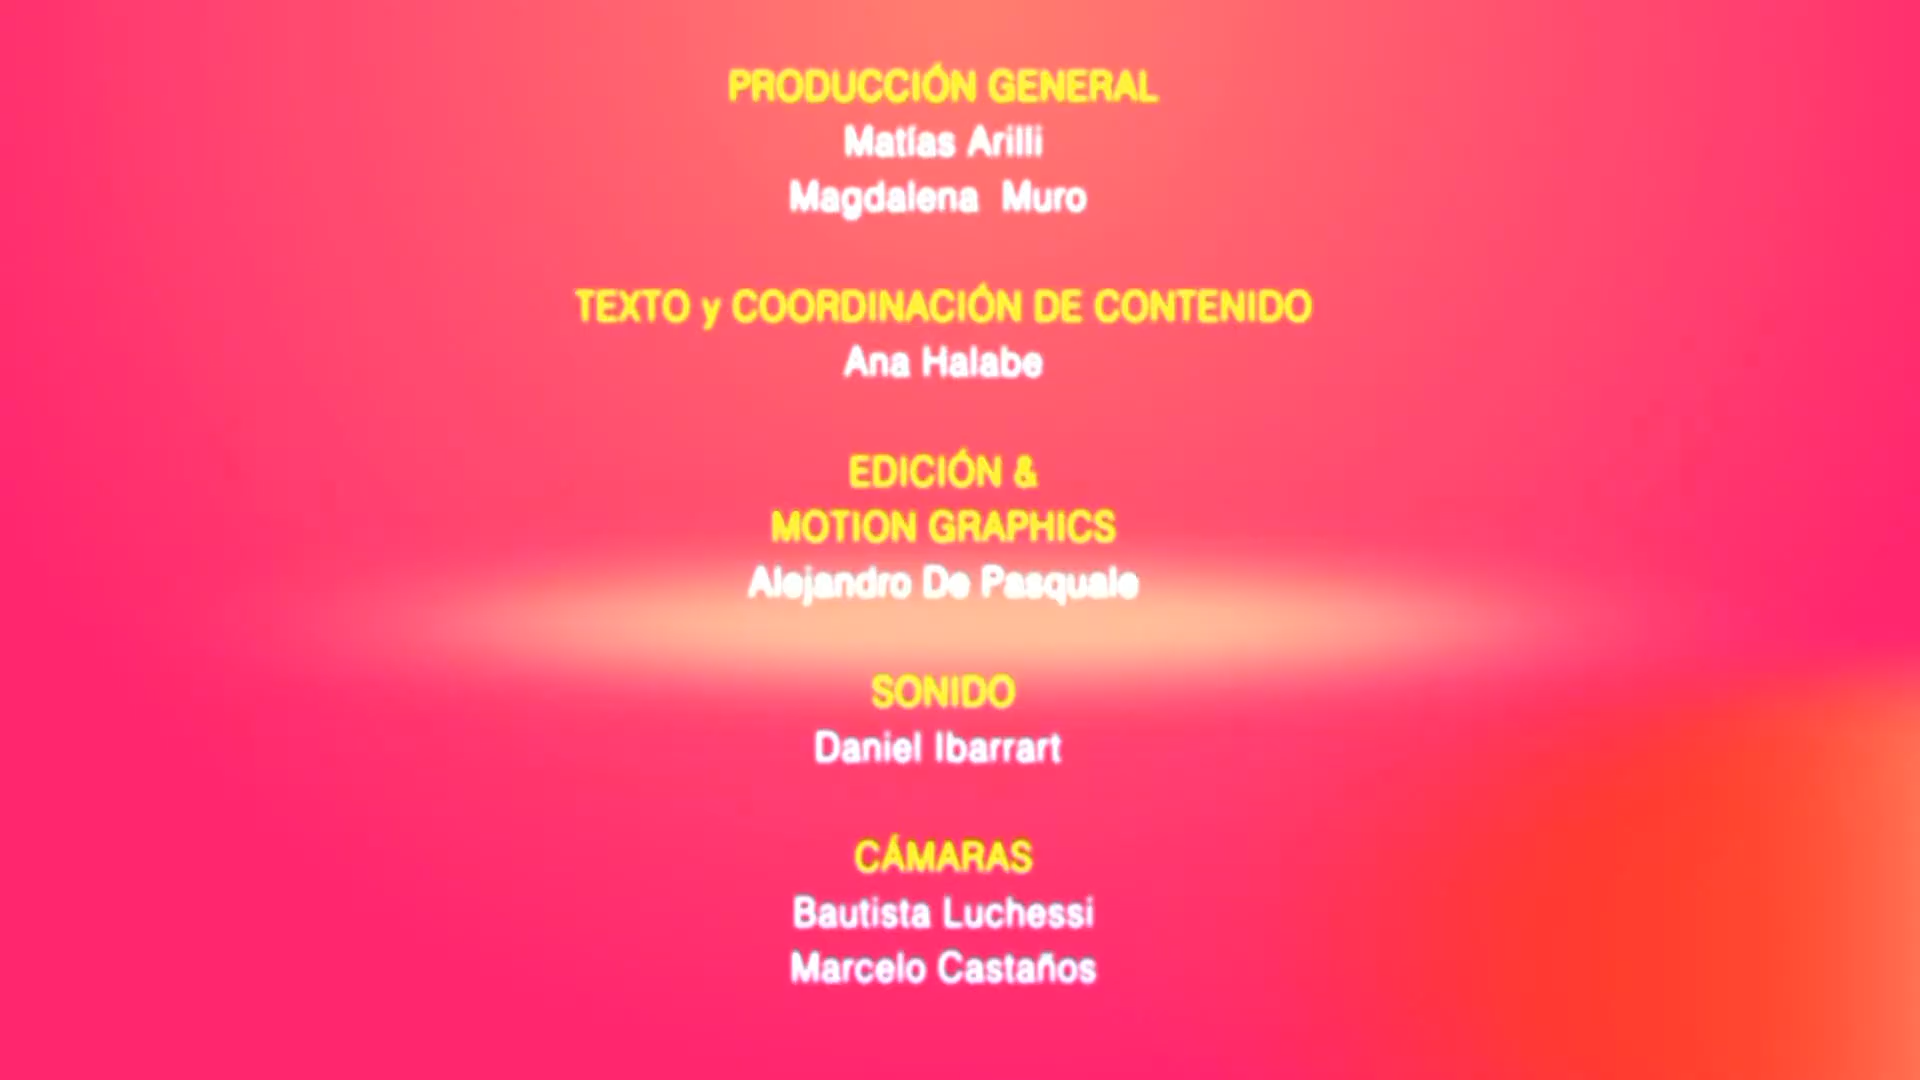 PRODUCCIÓN GENERAL
Matías Arilli
Magdalena Muro
TEXTO y COORDINACIÓN DE CONTENIDO
Ana Halabe
EDICIÓN &
MOTION GRAPHICS
Alejandro De Pasquale
SONIDO
Daniel Ibarrart
CÁMARAS
Bautista Luchessi
Marcelo Castaños